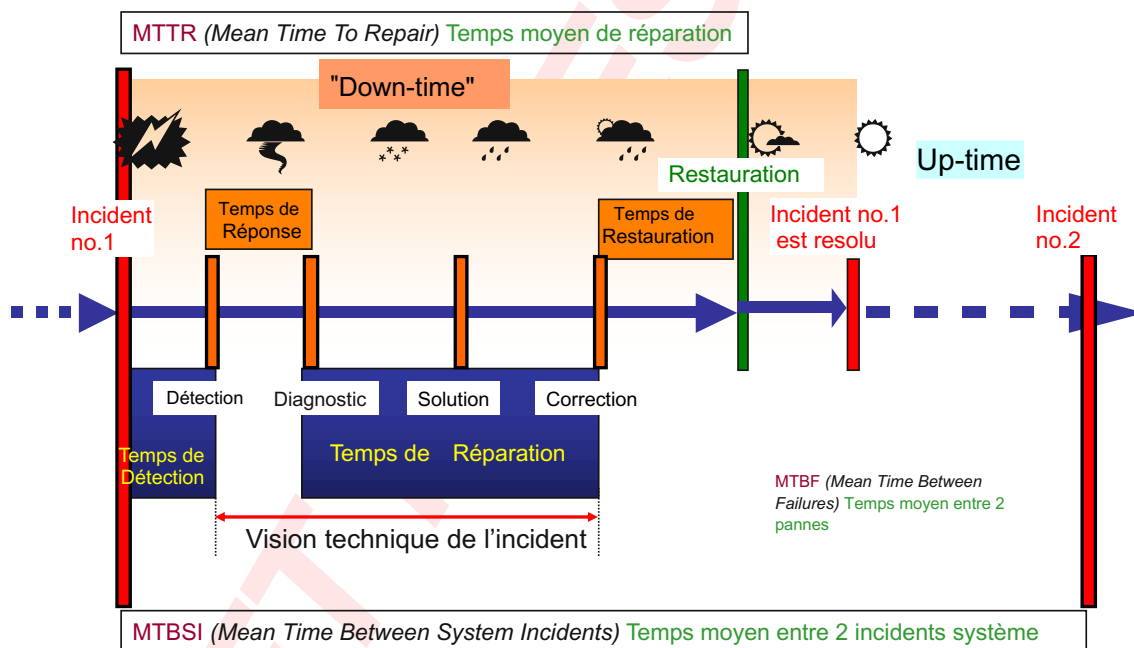 MTTR (Mean Time To Repair) Temps moyen de réparation
"Down-time"
Up-time
Restauration
Incident
no.1
Temps de
Réponse
Temps de
Restauration
Incident no.1
est resolu
Incident
no.2
Détection
Diagnostic
Solution
Correction
Temps de
Détection
Temps de Réparation
MTBF (Mean Time Between
Failures) Temps moyen entre 2
pannes
Vision technique de l’incident
MTBSI (Mean Time Between System Incidents) Temps moyen entre 2 incidents système